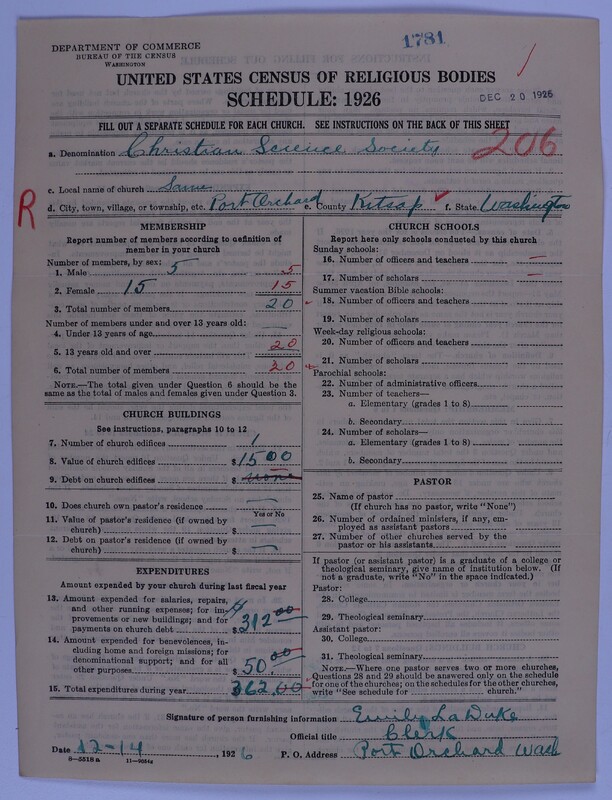 1781
DEPARTMENT OF COMMERCE
BUREAU OF THE CENSUS
WASHINGTON
UNITED STATES CENSUS OF RELIGIOUS BODIES
SCHEDULE: 1926
DEC 20 1926
FILL OUT A SEPARATE SCHEDULE FOR EACH CHURCH. SEE INSTRUCTIONS ON THE BACK OF THIS SHEET
206
a. Denomination Christian Science Society
c. Local name of church Same
R
d. City, town, village, or township, etc. Port Orchard e. County Kitsap f. State Washington
MEMBERSHIP
Report number of members according to definition of
member in your church
Number of members, by sex:
1. Male 5 5
2. Female 15 15
3. Total number of members 20
Number of members under and over 13 years old:
4. Under 13 years of age
5. 13 years old and over 20
6. Total number of members 20
NOTE.—The total given under Question 6 should be the
same as the total of males and females given under Question 3.
CHURCH BUILDINGS
See instructions, paragraphs 10 to 12
7. Number of church edifices 1
8. Value of church edifices $1500
9. Debt on church edifices $ none
10. Does church own pastor's residence
Yes or No
11. Value of pastor's residence (if owned by
church) $
12. Debt on pastor's residence (if owned by
church) $
EXPENDITURES
Amount expended by your church during last fiscal year
13. Amount expended for salaries, repairs,
and other running expenses; for im-
provements or new buildings; and for
payments on church debt $312.00
14. Amount expended for benevolences, in-
cluding home and foreign missions; for
denominational support; and for all
other purposes $50.00
15. Total expenditures during year 362.00
CHURCH SCHOOLS
Report here only schools conducted by this church
Sunday schools:
16. Number of officers and teachers —
17. Number of scholars —
Summer vacation Bible schools:
18. Number of officers and teachers
19. Number of scholars
Week-day religious schools:
20. Number of officers and teachers
21. Number of scholars
Parochial schools:
22. Number of administrative officers
23. Number of teachers—
a. Elementary (grades 1 to 8)
b. Secondary
24. Number of scholars—
a. Elementary (grades 1 to 8)
b. Secondary
PASTOR
25. Name of pastor
(If church has no pastor, write "None")
26. Number of ordained ministers, if any, em-
ployed as assistant pastors
27. Number of other churches served by the
pastor or his assistants
If pastor (or assistant pastor) is a graduate of a college or
theological seminary, give name of institution below. (If
not a graduate, write "No" in the space indicated.)
Pastor:
28. College
29. Theological seminary
Assistant pastor:
30. College
31. Theological seminary
NOTE.—Where one pastor serves two or more churches,
Questions 28 and 29 should be answered only on the schedule
for one of the churches; on the schedules for the other churches,
write "See schedule for church."
Signature of person furnishing information Emily LaDuke
Official title Clerk
Date 12-14, 1926 P. O. Address Port Orchard Wash
8—5518a 11—9084c